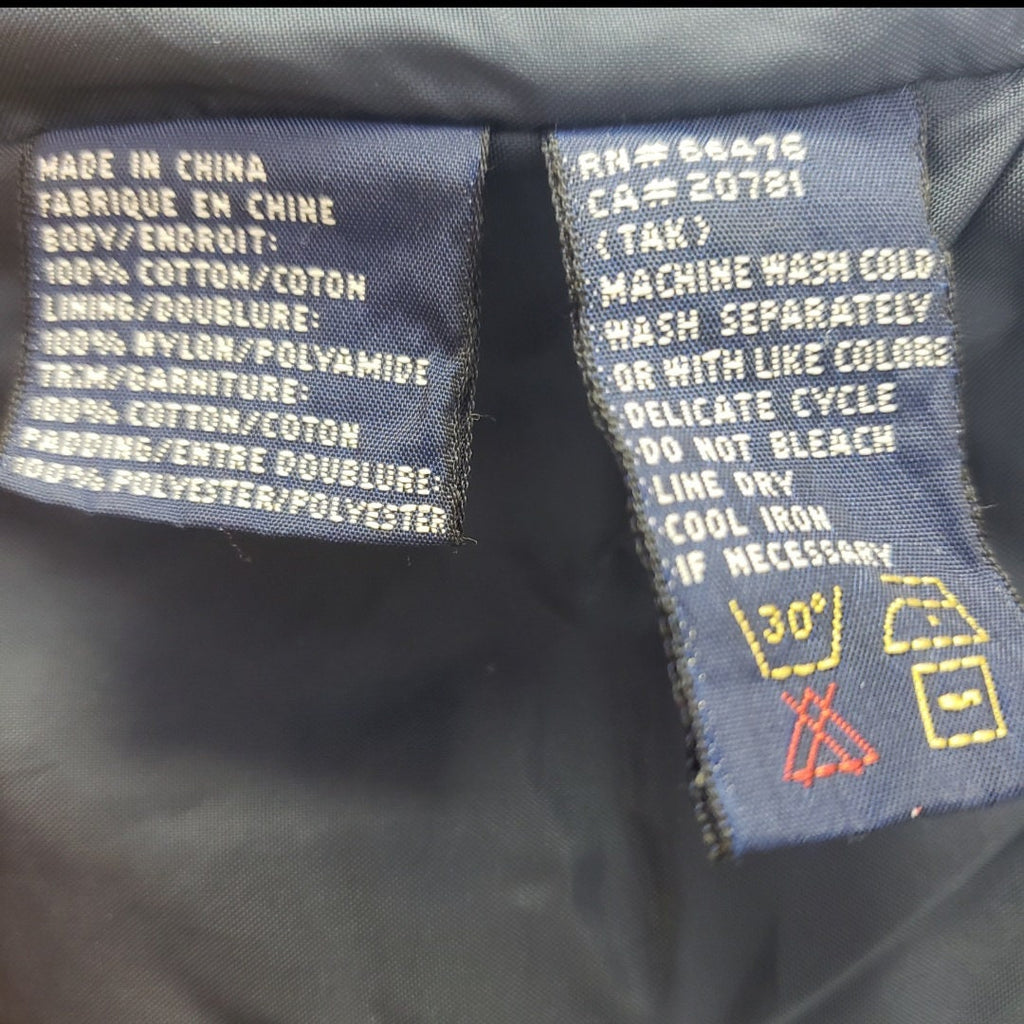 MADE IN CHINA
FABRIQUE EN CHINE
BODY/ENDROIT:
100% COTTON/COTON
LINING/DOUBLURE:
100% NYLON/POLYAMIDE
TRIM/GARNITURE:
100% COTTON/COTON
PADDING/ENTRE DOUBLURE:
100% POLYESTER/POLYESTER
RN# 66476
CA# 20781
(TAK)
MACHINE WASH COLD
WASH SEPARATELY
OR WITH LIKE COLORS
DELICATE CYCLE
DO NOT BLEACH
LINE DRY
COOL IRON
IF NECESSARY
30°